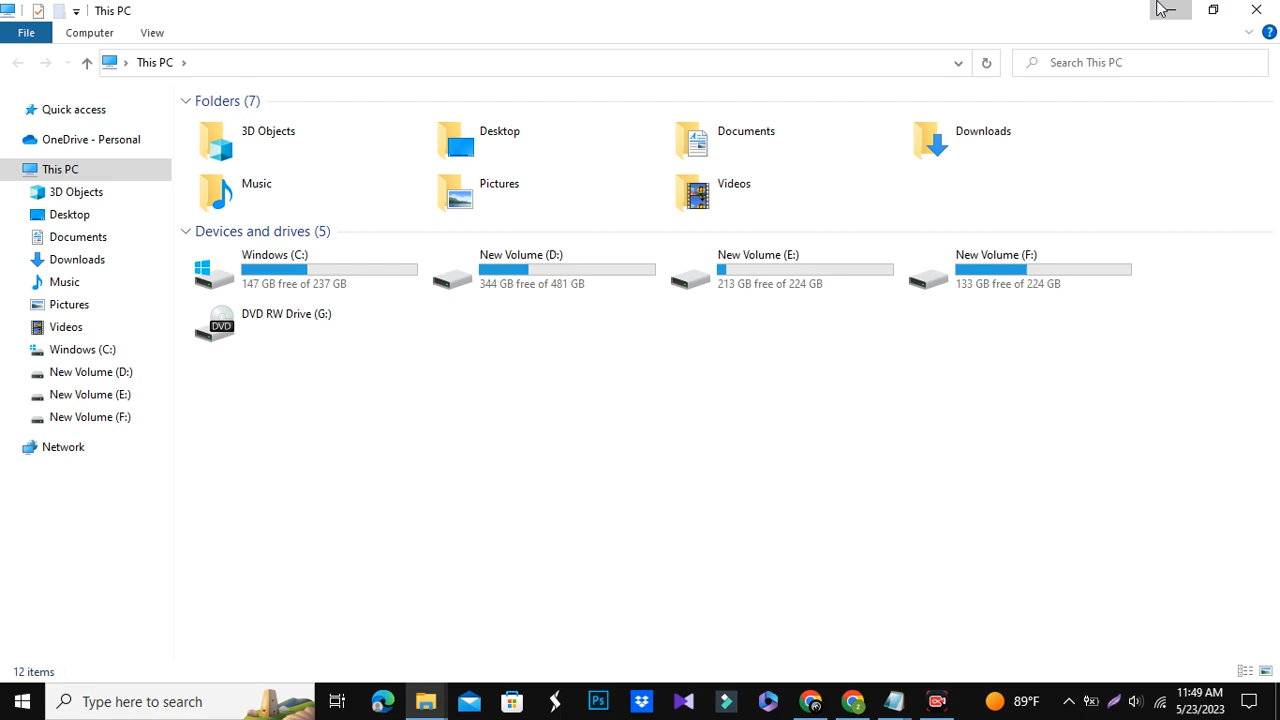 This PC
File Computer View
This PC
Search This PC
Quick access
OneDrive - Personal
This PC
3D Objects
Desktop
Documents
Downloads
Music
Pictures
Videos
Windows (C:)
New Volume (D:)
New Volume (E:)
New Volume (F:)
Network
Folders (7)
3D Objects
Desktop
Documents
Downloads
Music
Pictures
Videos
Devices and drives (5)
Windows (C:)
147 GB free of 237 GB
New Volume (D:)
344 GB free of 481 GB
New Volume (E:)
213 GB free of 224 GB
New Volume (F:)
133 GB free of 224 GB
DVD
DVD RW Drive (G:)
12 items
Type here to search
Ps
89°F
11:49 AM
5/23/2023